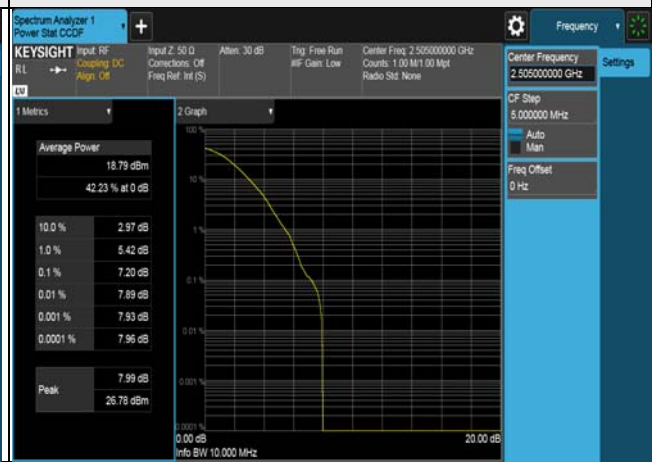 Spectrum Analyzer 1
Power Stat CCDF
Frequency
KEYSIGHT
RL
LV
Input: RF
Coupling: DC
Align: Off
Input Z: 50 Ω
Corrections: Off
Freq Ref: Int (S)
Atten: 30 dB
Trig: Free Run
#IF Gain: Low
Center Freq: 2.505000000 GHz
Counts: 1.00 M/1.00 Mpt
Radio Std: None
Center Frequency
2.505000000 GHz
Settings
CF Step
5.000000 MHz
Auto
Man
Freq Offset
0 Hz
1 Metrics
Average Power
18.79 dBm
42.23 % at 0 dB
10.0 % 2.97 dB
1.0 % 5.42 dB
0.1 % 7.20 dB
0.01 % 7.89 dB
0.001 % 7.93 dB
0.0001 % 7.96 dB
Peak
7.99 dB
26.78 dBm
2 Graph
100 %
10 %
1 %
0.1 %
0.01 %
0.001 %
0.0001 %
0.00 dB 20.00 dB
Info BW 10.000 MHz